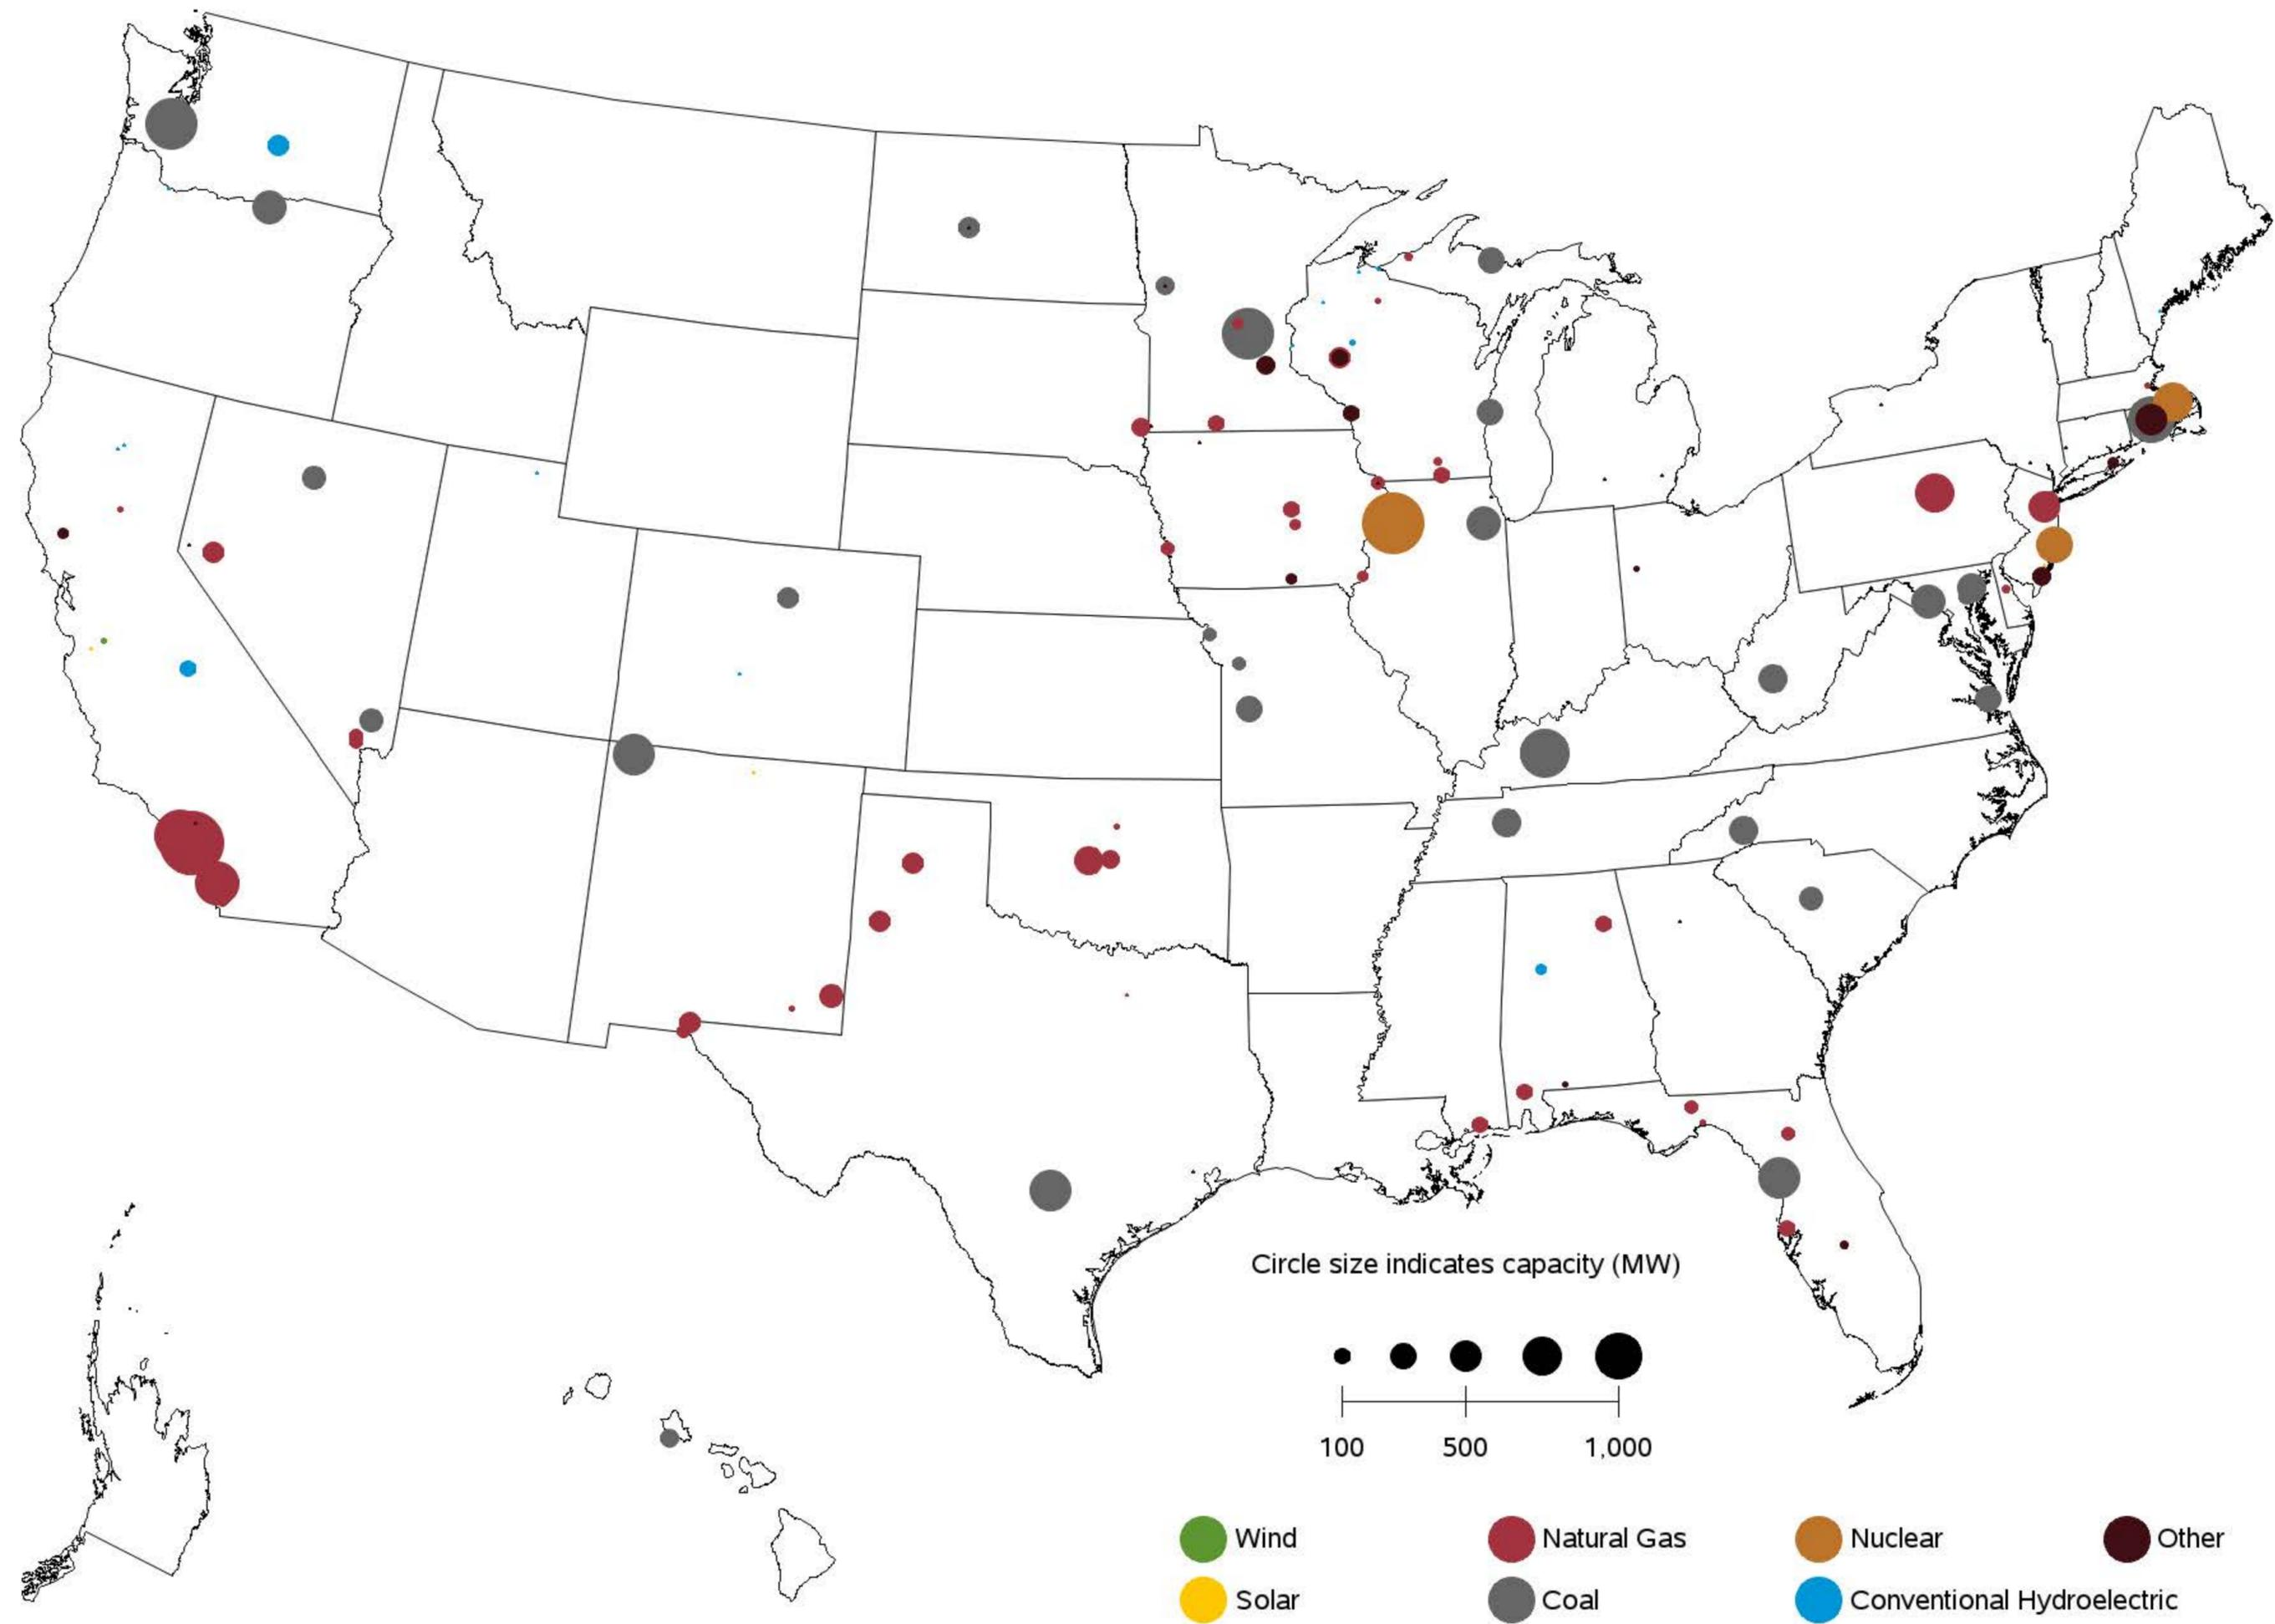 Circle size indicates capacity (MW)
100 500 1,000
Wind Natural Gas Nuclear Other
Solar Coal Conventional Hydroelectric